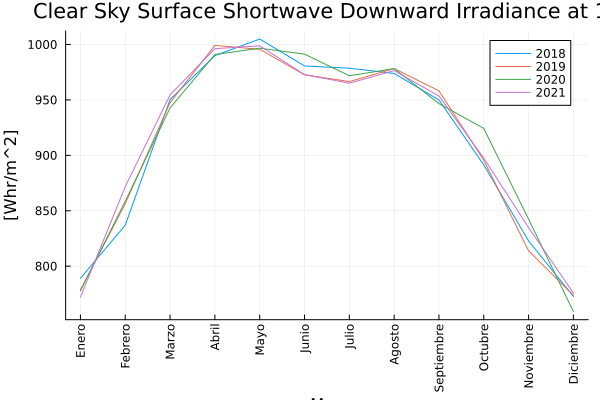 Clear Sky Surface Shortwave Downward Irradiance at
[Whr/m^2]
1000
950
900
850
800
2018
2019
2020
2021
Enero
Febrero
Marzo
Abril
Mayo
Junio
Julio
Agosto
Septiembre
Octubre
Noviembre
Diciembre